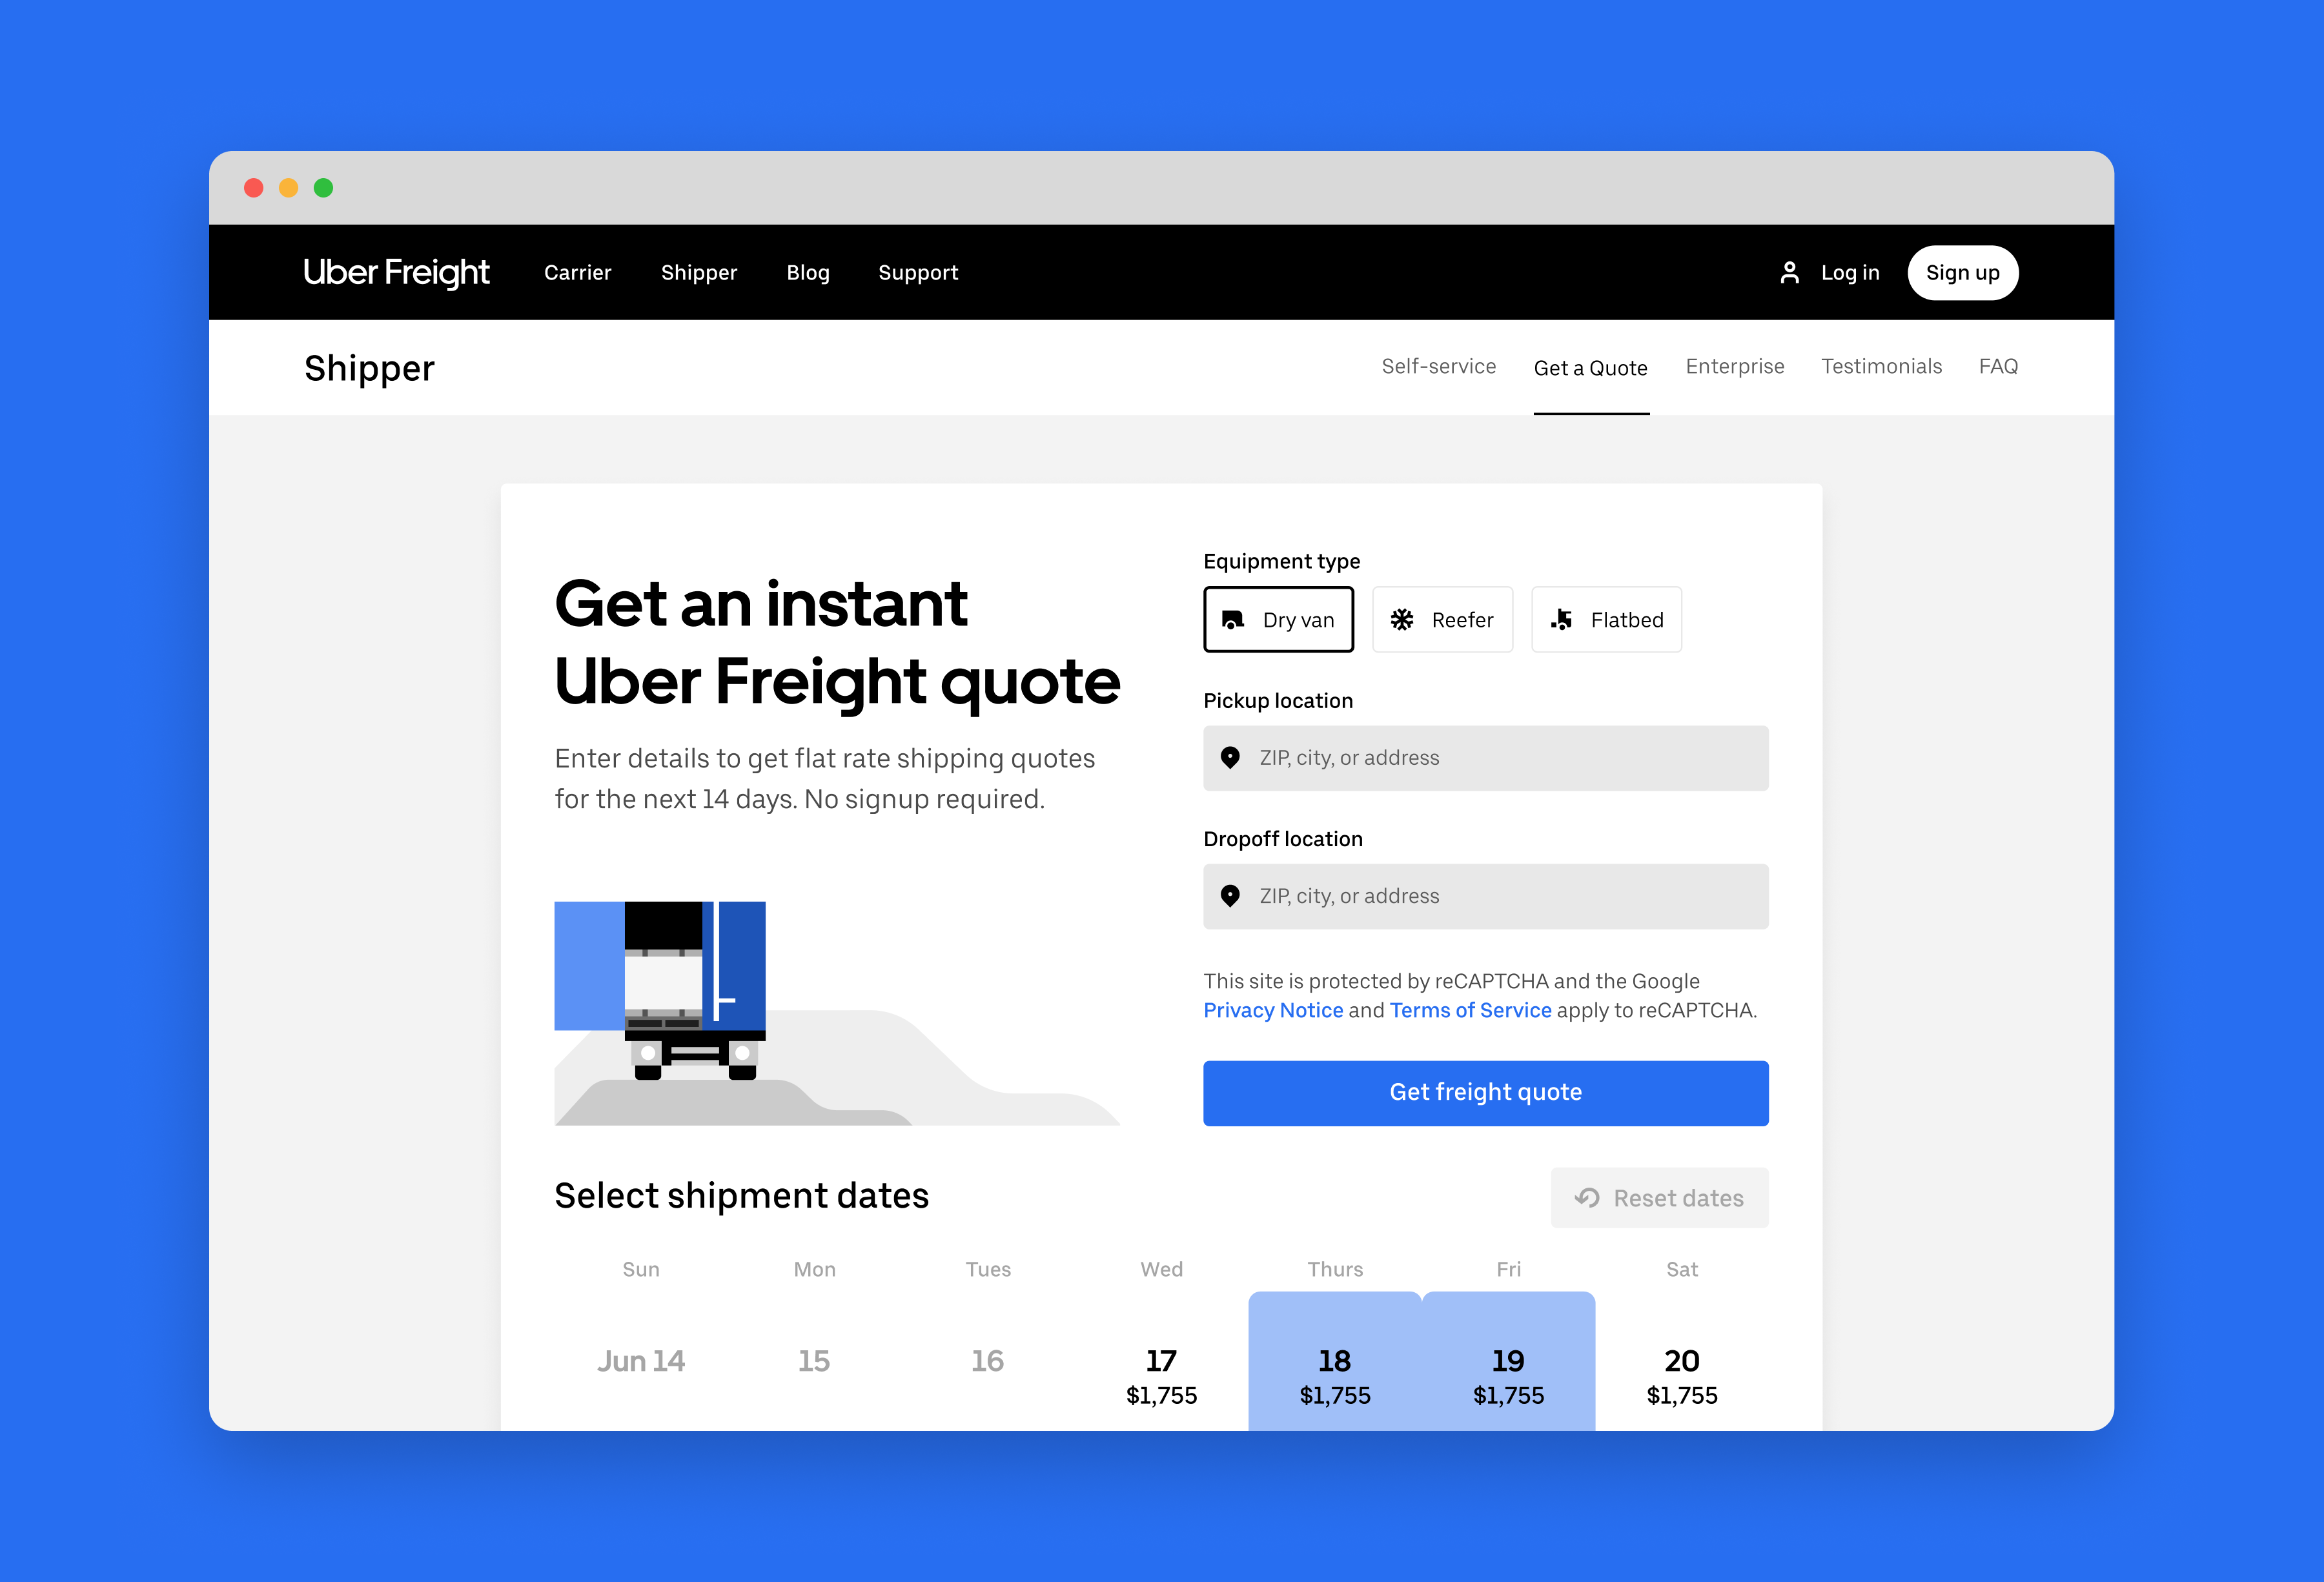 Uber Freight Carrier Shipper Blog Support Log in Sign up
Shipper Self-service Get a Quote Enterprise Testimonials FAQ
Get an instant
Uber Freight quote
Enter details to get flat rate shipping quotes
for the next 14 days. No signup required.
Equipment type
Dry van Reefer Flatbed
Pickup location
ZIP, city, or address
Dropoff location
ZIP, city, or address
This site is protected by reCAPTCHA and the Google
Privacy Notice and Terms of Service apply to reCAPTCHA.
Get freight quote
Select shipment dates Reset dates
Sun Mon Tues Wed Thurs Fri Sat
Jun 14 15 16 17 18 19 20
$1,755 $1,755 $1,755 $1,755